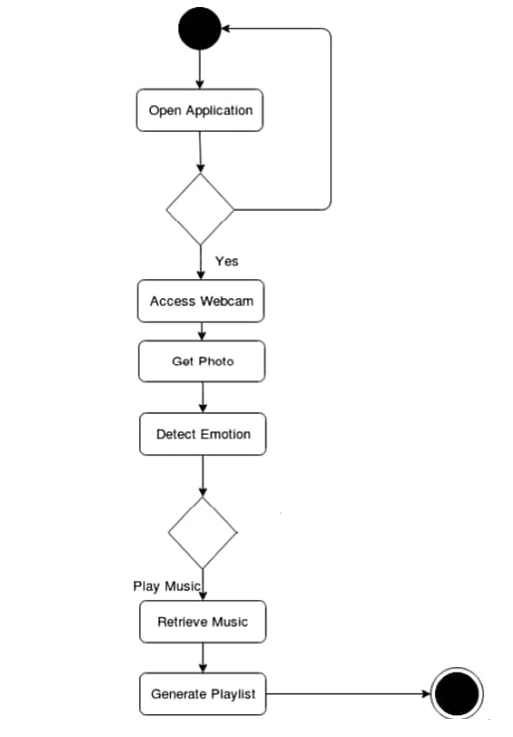 Open Application
Yes
Access Webcam
Get Photo
Detect Emotion
Play Music
Retrieve Music
Generate Playlist